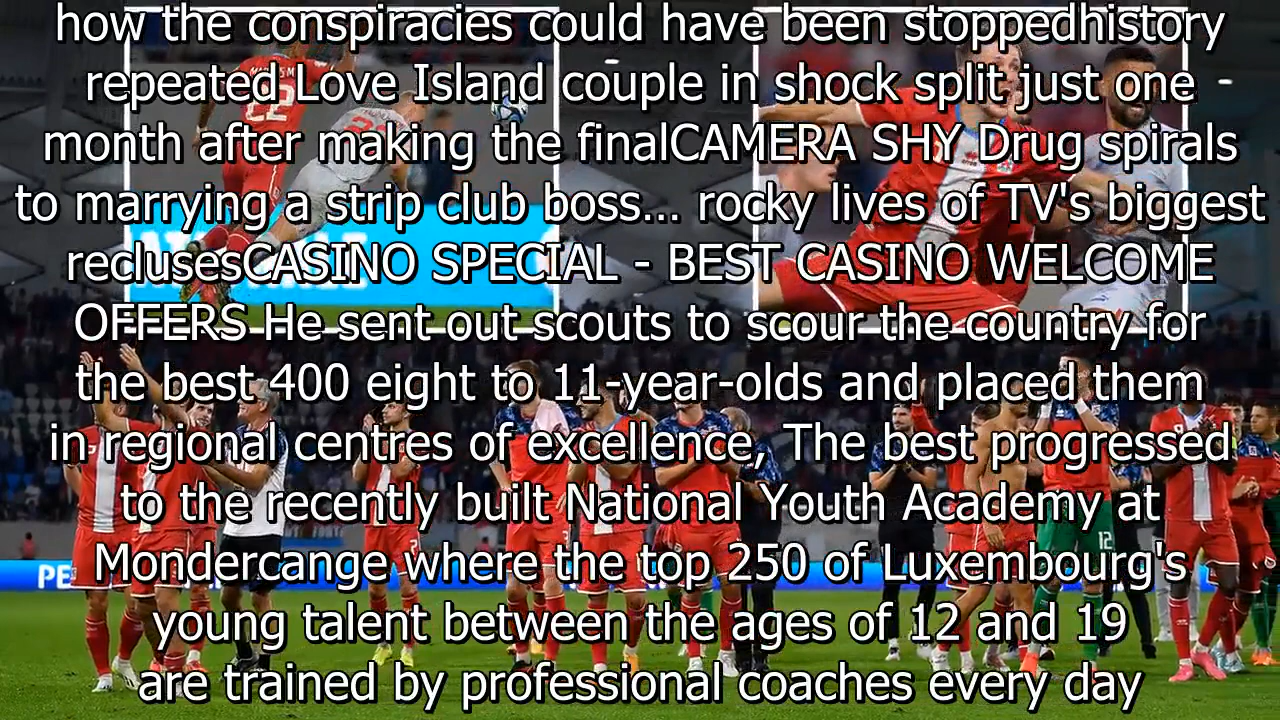 how the conspiracies could have been stoppedhistory
repeated Love Island couple in shock split just one
month after making the finalCAMERA SHY Drug spirals
to marrying a strip club boss... rocky lives of TV's biggest
reclusesCASINO SPECIAL - BEST CASINO WELCOME
OFFERS He sent out scouts to scour the country for
the best 400 eight to 11-year-olds and placed them
in regional centres of excellence, The best progressed
to the recently built National Youth Academy at
Mondercange where the top 250 of Luxembourg's
young talent between the ages of 12 and 19
are trained by professional coaches every day
22
PE
12